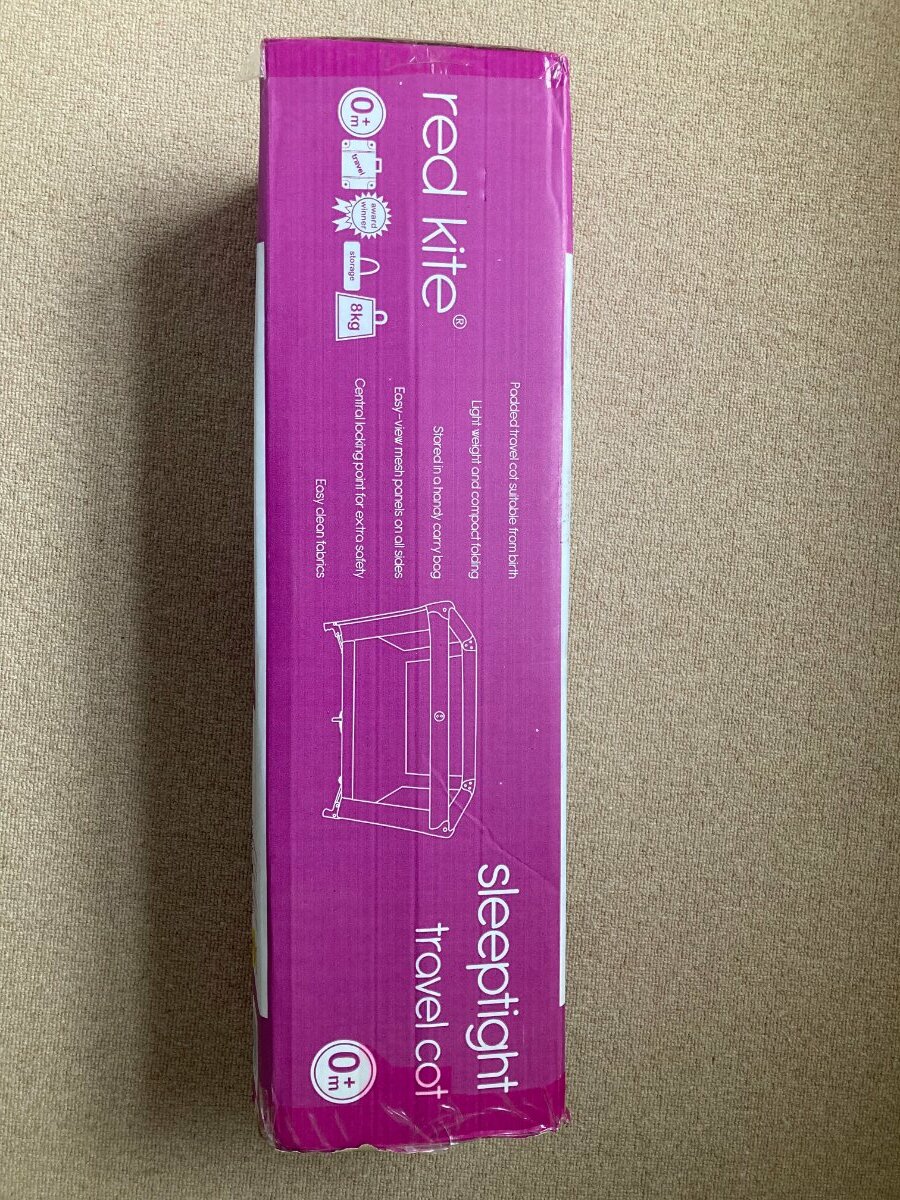 red kite®
0+
m
travel
award
winner
storage
8kg
Padded travel cot suitable from birth
Light weight and compact folding
Stored in a handy carry bag
Easy-view mesh panels on all sides
Central locking point for extra safety
Easy clean fabrics
sleeptight
travel cot
0+
m